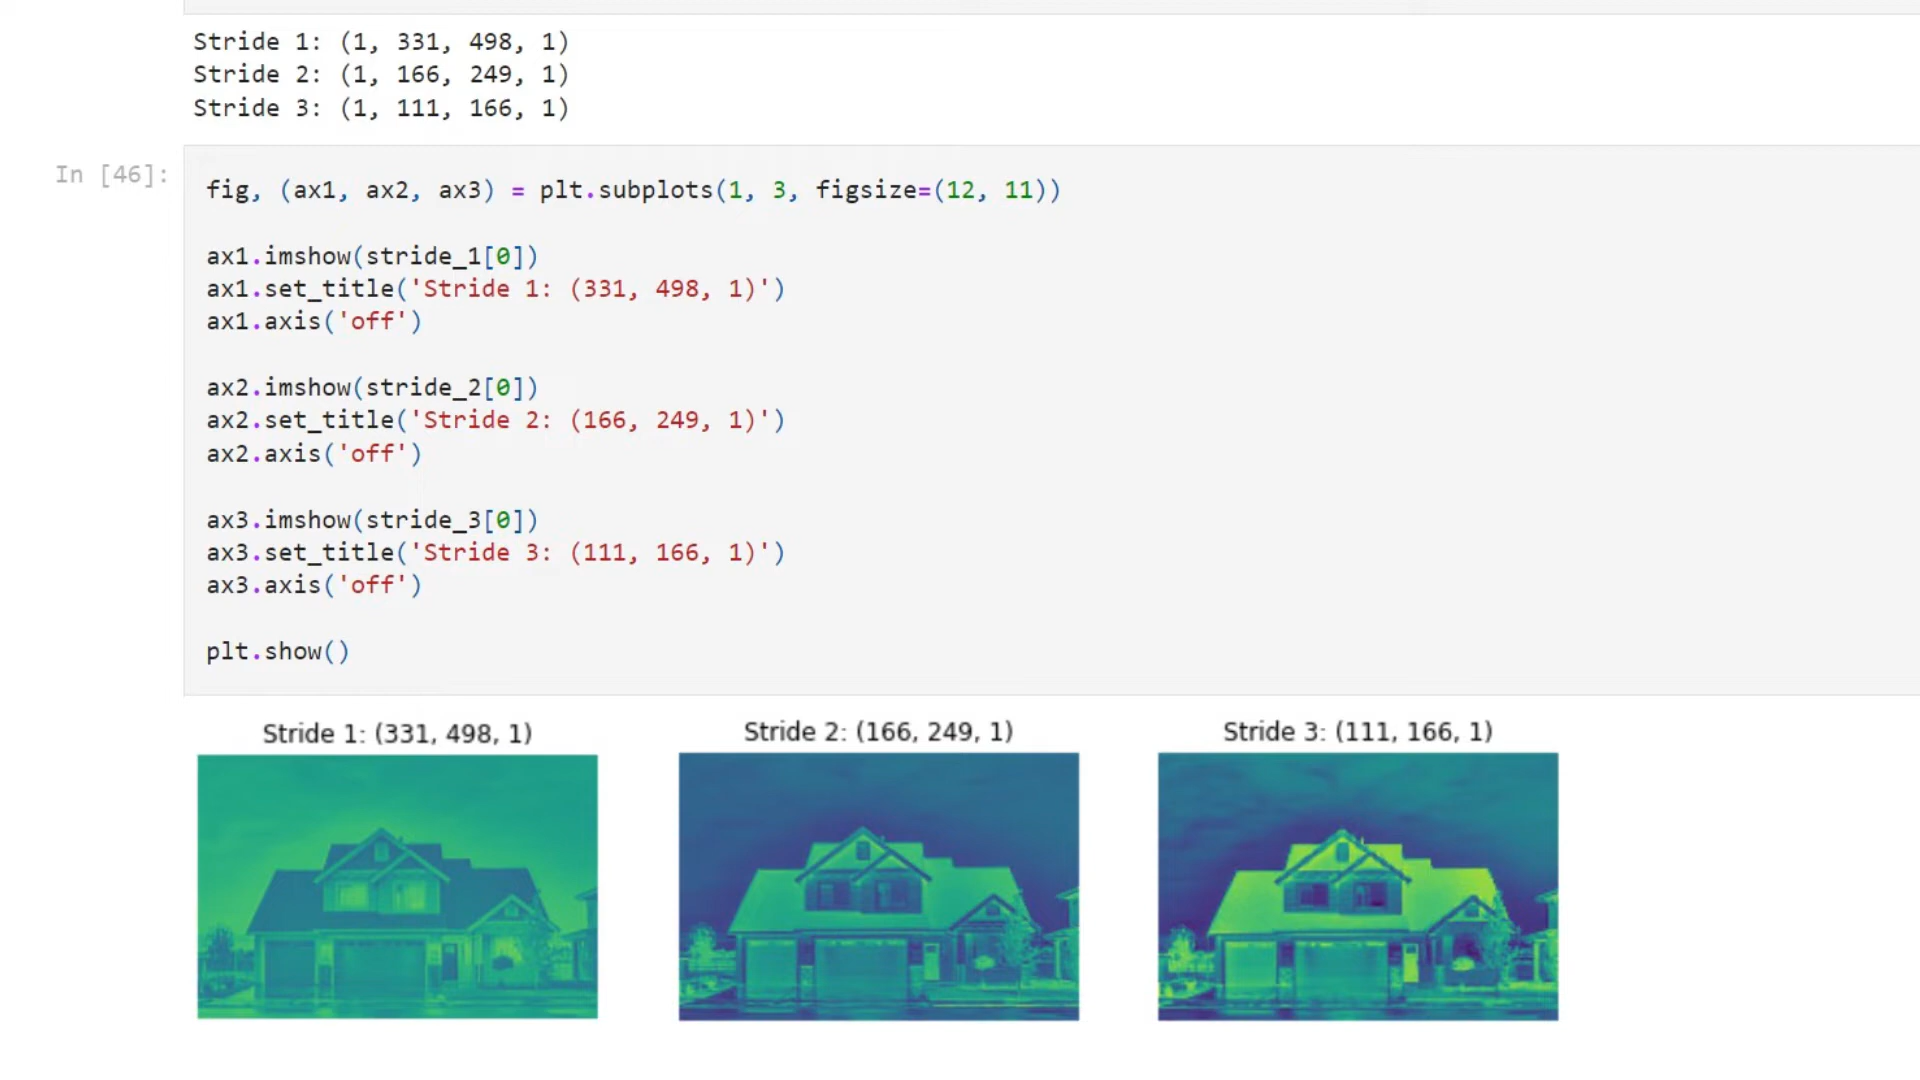 Stride 1: (1, 331, 498, 1)
Stride 2: (1, 166, 249, 1)
Stride 3: (1, 111, 166, 1)
In [46]:
fig, (ax1, ax2, ax3) = plt.subplots(1, 3, figsize=(12, 11))
ax1.imshow(stride_1[0])
ax1.set_title('Stride 1: (331, 498, 1)')
ax1.axis('off')
ax2.imshow(stride_2[0])
ax2.set_title('Stride 2: (166, 249, 1)')
ax2.axis('off')
ax3.imshow(stride_3[0])
ax3.set_title('Stride 3: (111, 166, 1)')
ax3.axis('off')
plt.show()
Stride 1: (331, 498, 1)
Stride 2: (166, 249, 1)
Stride 3: (111, 166, 1)